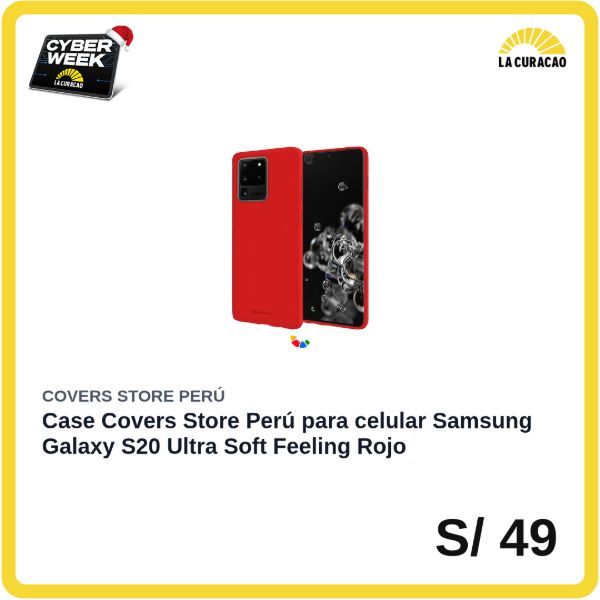 CYBER
WEEK
LA CURACAO
LA CURACAO
COVERS STORE PERÚ
Case Covers Store Perú para celular Samsung
Galaxy S20 Ultra Soft Feeling Rojo
S/ 49